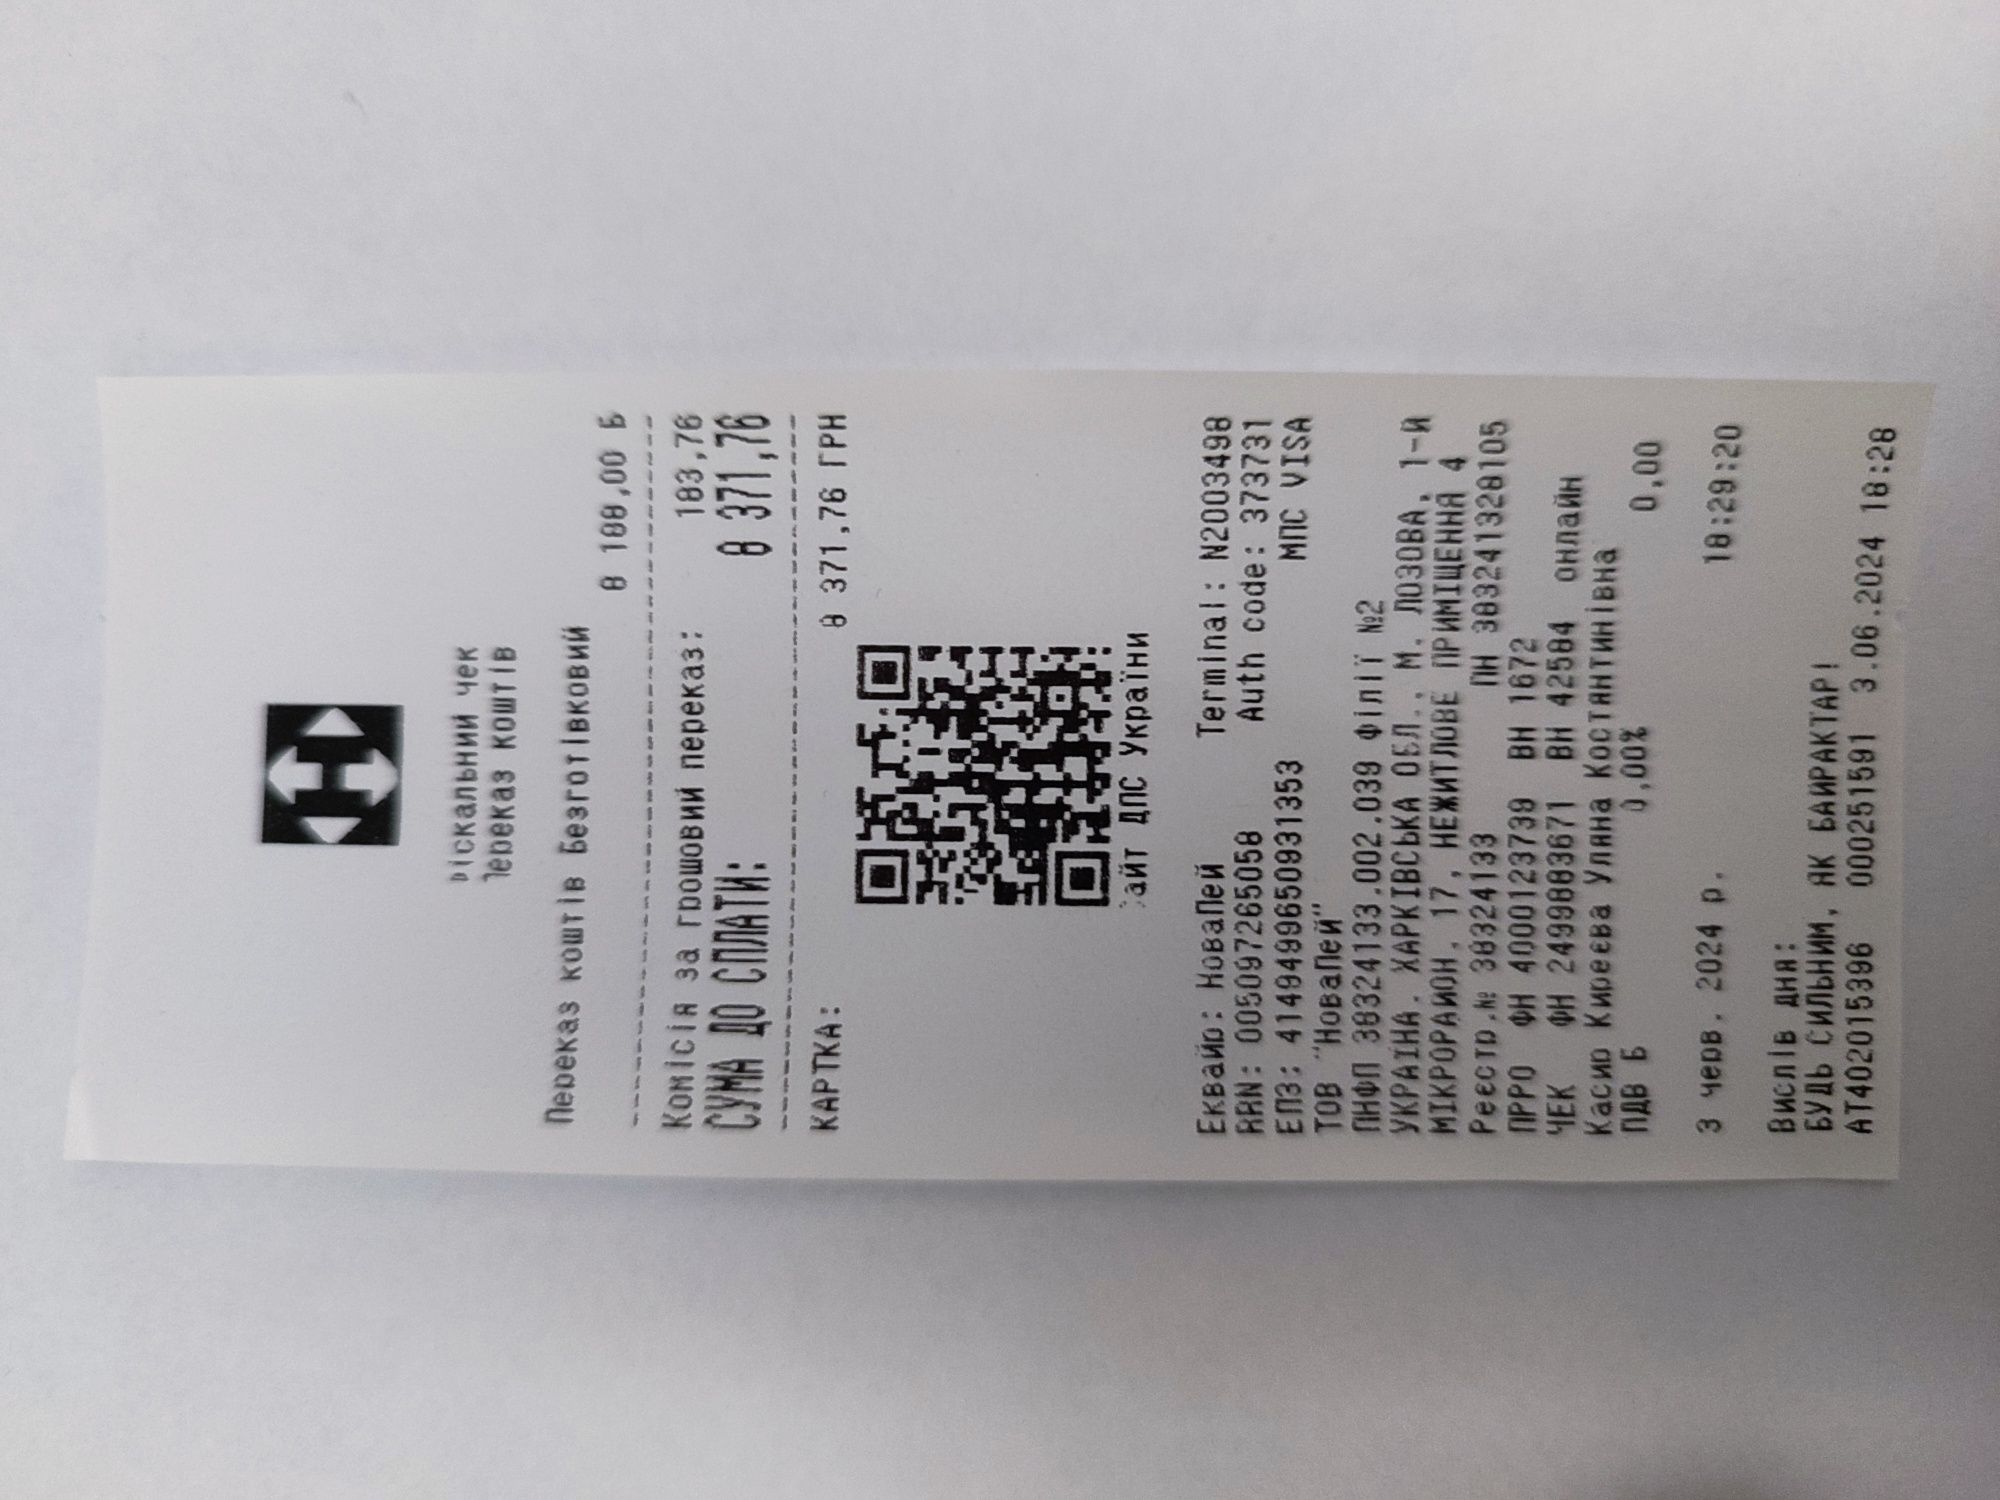 Фіскальний чек
Переказ коштів
Переказ коштів Безготівковий
8 188,00 Б
Комісія за грошовий переказ: 183,76
СУМА ДО СПЛАТИ: 8 371,76
КАРТКА: 8 371,76 ГРН
Сайт ДПС України
Еквайр: НоваПей Terminal: N2003498
RRN: 005097265058 Auth code: 373731
ЕПЗ: 4149499650931353 МПС VISA
ТОВ "НоваПей"
ПНФП 38324133.002.039 Філії №2
УКРАЇНА, ХАРКІВСЬКА ОБЛ., М. ЛОЗОВА, 1-Й
МІКРОРАЙОН, 17, НЕЖИТЛОВЕ ПРИМІЩЕННЯ 4
Реєстр.№ 38324133 ПН 383241328105
ПРРО ФН 4000123739 ВН 1672
ЧЕК ФН 2499883671 ВН 42584 онлайн
Касир Киреєва Уляна Костянтинівна
ПДВ Б 0,00% 0,00
3 черв. 2024 р. 18:29:20
Вислів дня:
БУДЬ СИЛЬНИМ, ЯК БАЙРАКТАР!
АТ402015396 000251591 3.06.2024 18:28